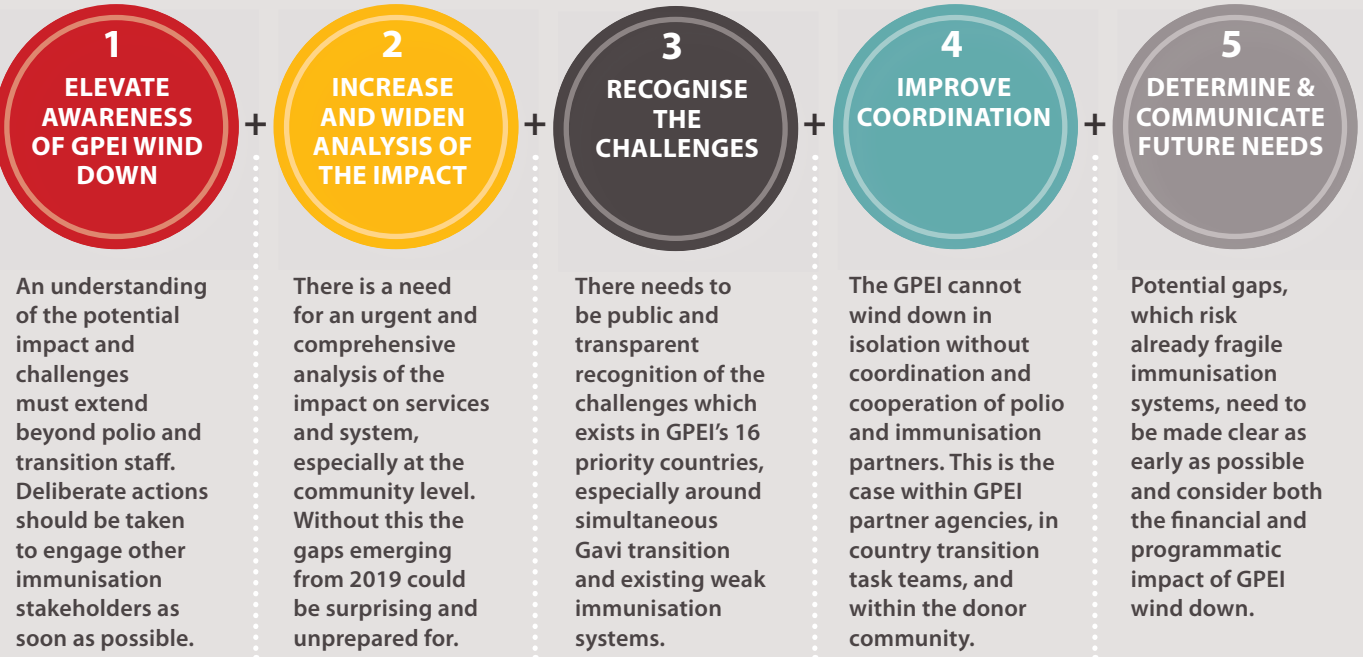 1
ELEVATE
AWARENESS
OF GPEI WIND
DOWN
An understanding
of the potential
impact and
challenges
must extend
beyond polio and
transition staff.
Deliberate actions
should be taken
to engage other
immunisation
stakeholders as
soon as possible.
+
2
INCREASE
AND WIDEN
ANALYSIS OF
THE IMPACT
There is a need
for an urgent and
comprehensive
analysis of the
impact on services
and system,
especially at the
community level.
Without this the
gaps emerging
from 2019 could
be surprising and
unprepared for.
+
3
RECOGNISE
THE
CHALLENGES
There needs to
be public and
transparent
recognition of the
challenges which
exists in GPEI's 16
priority countries,
especially around
simultaneous
Gavi transition
and existing weak
immunisation
systems.
+
4
IMPROVE
COORDINATION
The GPEI cannot
wind down in
isolation without
coordination and
cooperation of polio
and immunisation
partners. This is the
case within GPEI
partner agencies, in
country transition
task teams, and
within the donor
community.
+
5
DETERMINE &
COMMUNICATE
FUTURE NEEDS
Potential gaps,
which risk
already fragile
immunisation
systems, need to
be made clear as
early as possible
and consider both
the financial and
programmatic
impact of GPEI
wind down.